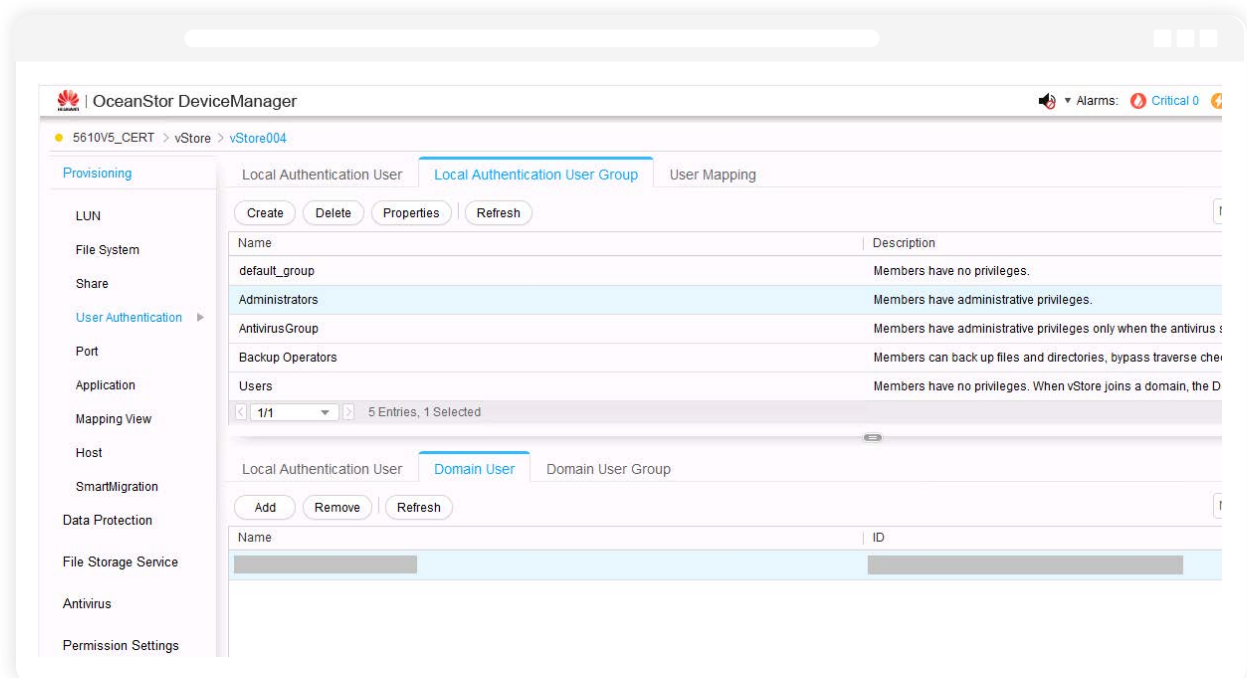 HUAWEI | OceanStor DeviceManager
Alarms: Critical 0
5610V5_CERT > vStore > vStore004
Provisioning
LUN
File System
Share
User Authentication
Port
Application
Mapping View
Host
SmartMigration
Data Protection
File Storage Service
Antivirus
Permission Settings
Local Authentication User Local Authentication User Group User Mapping
Create Delete Properties Refresh
Name Description
default_group Members have no privileges.
Administrators Members have administrative privileges.
AntivirusGroup Members have administrative privileges only when the antivirus
Backup Operators Members can back up files and directories, bypass traverse
Users Members have no privileges. When vStore joins a domain, the D
1/1 5 Entries, 1 Selected
Local Authentication User Domain User Domain User Group
Add Remove Refresh
Name ID